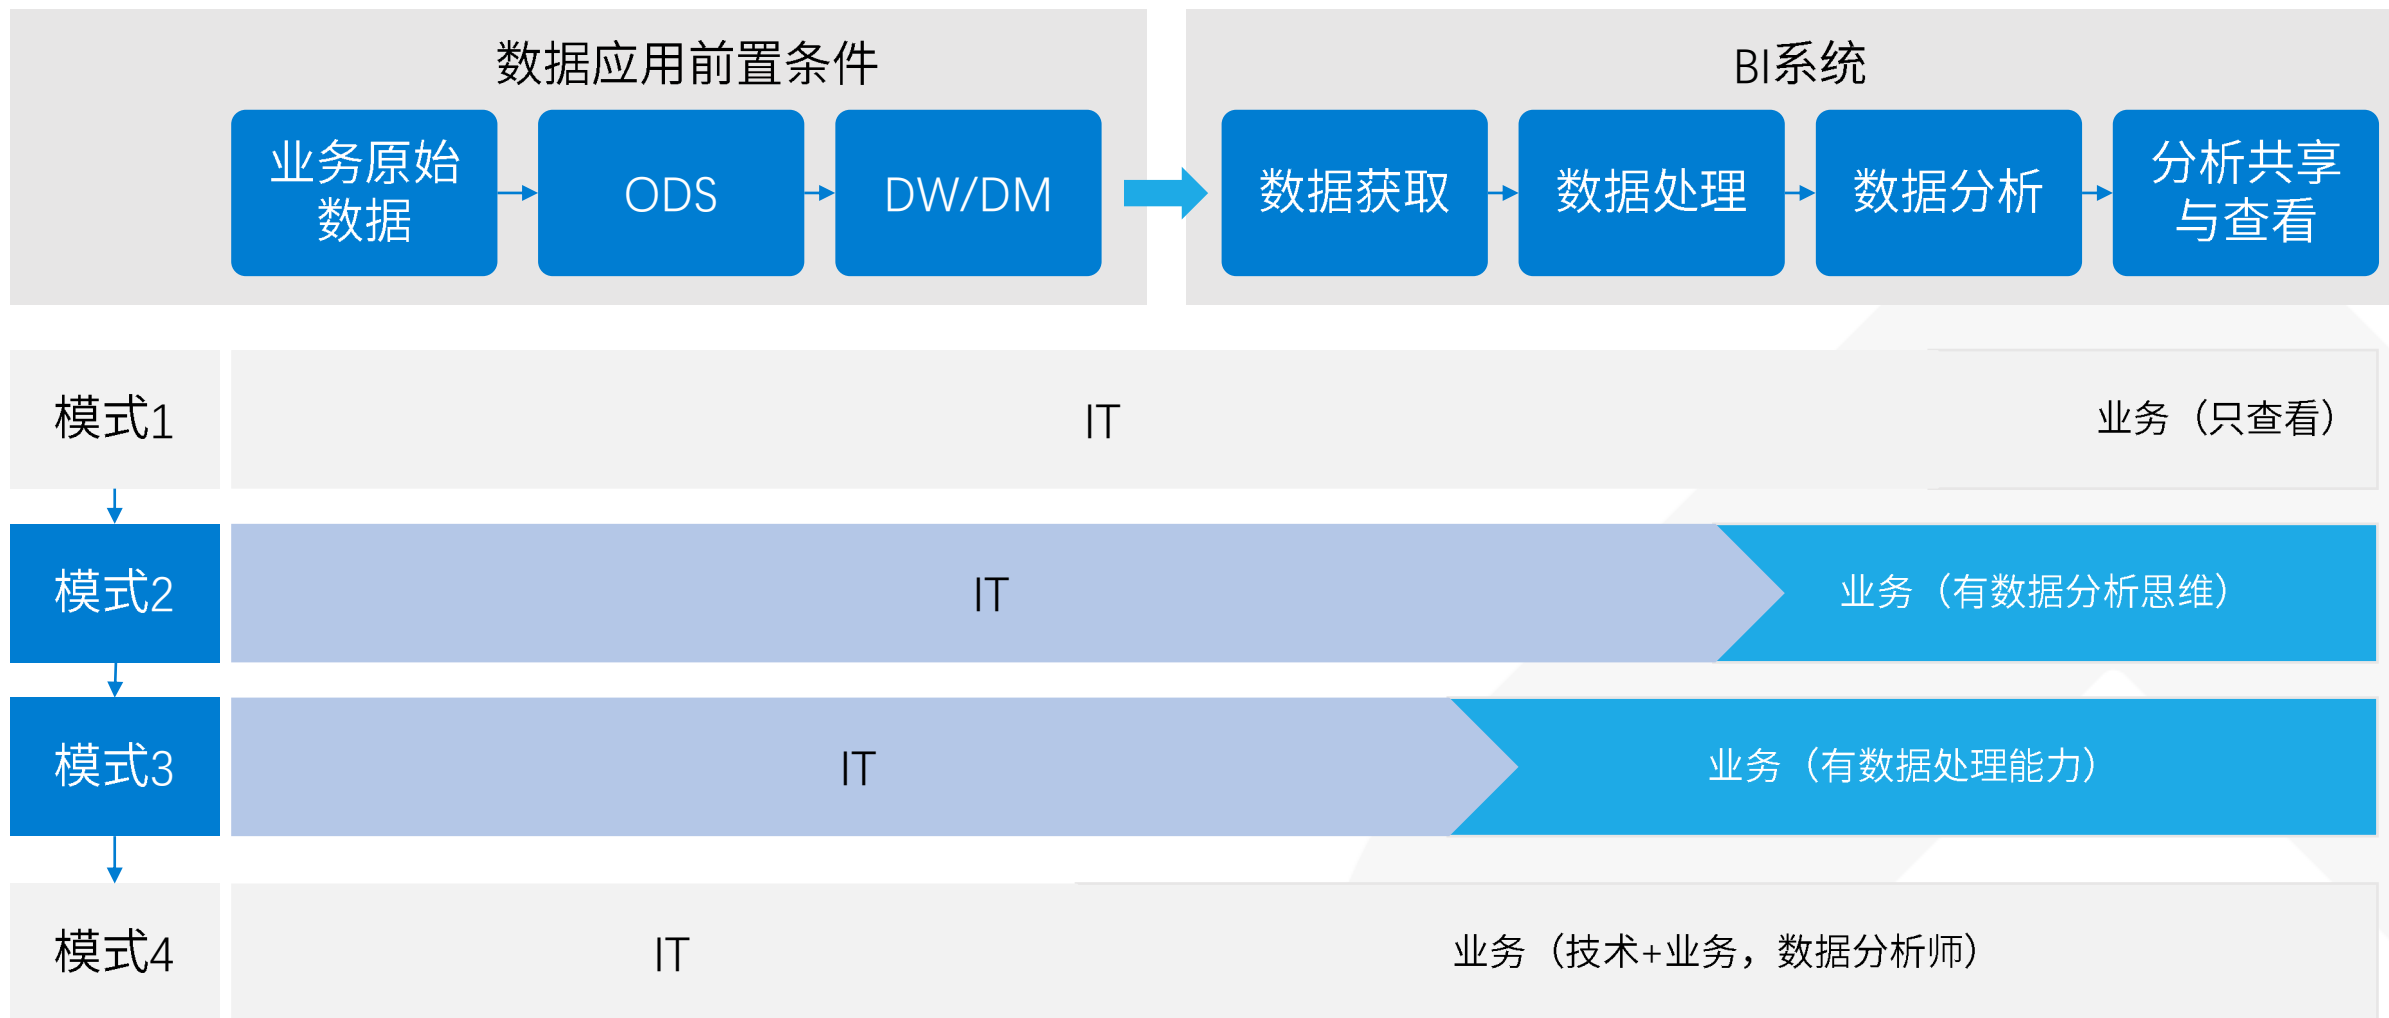 数据应用前置条件
BI系统
业务原始
数据
ODS
DW/DM
数据获取
数据处理
数据分析
分析共享
与查看
模式1
IT
业务（只查看）
模式2
IT
业务（有数据分析思维）
模式3
IT
业务（有数据处理能力）
模式4
IT
业务（技术+业务，数据分析师）